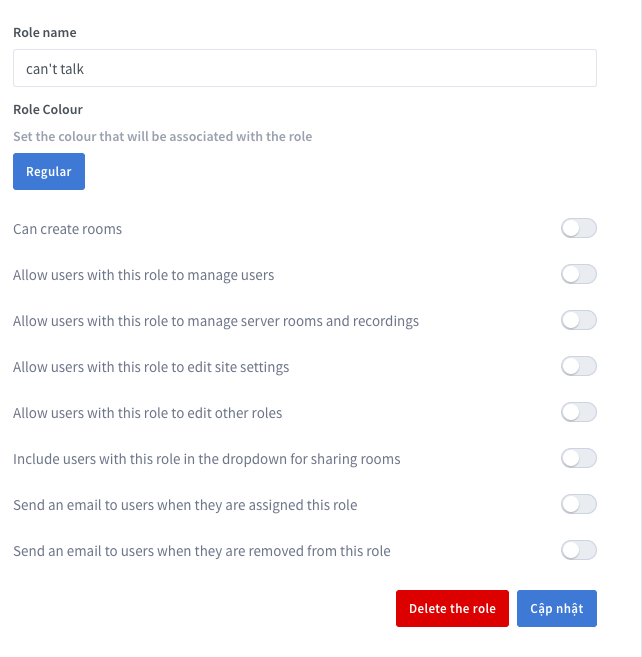 Role name
can't talk
Role Colour
Set the colour that will be associated with the role
Regular
Can create rooms
Allow users with this role to manage users
Allow users with this role to manage server rooms and recordings
Allow users with this role to edit site settings
Allow users with this role to edit other roles
Include users with this role in the dropdown for sharing rooms
Send an email to users when they are assigned this role
Send an email to users when they are removed from this role
Delete the role
Cập nhật